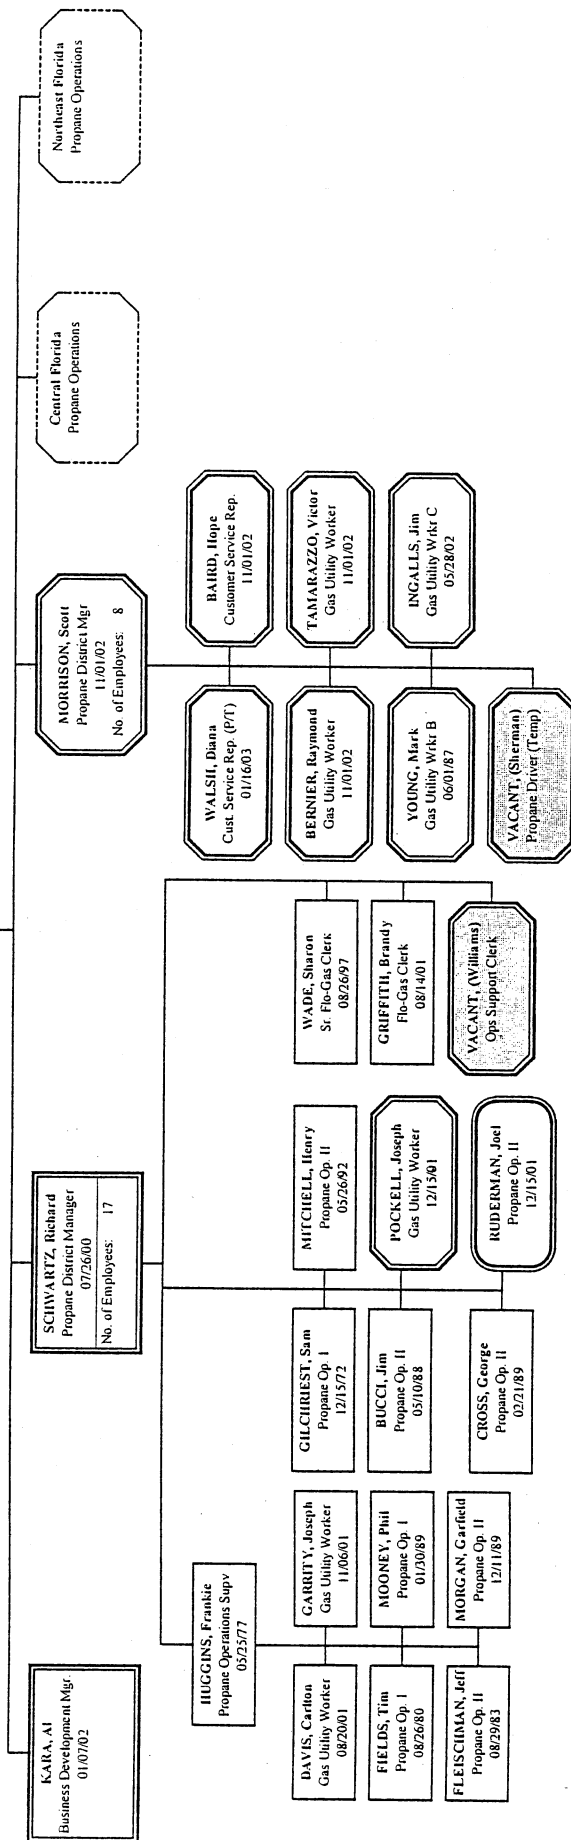 KARA, Al
Business Development Mgr.
01/07/02
SCHWARTZ, Richard
Propane District Manager
07/26/00
No. of Employees: 17
MORRISON, Scott
Propane District Mgr
11/01/02
No. of Employees: 8
Central Florida
Propane Operations
Northeast Florida
Propane Operations
HUGGINS, Frankie
Propane Operations Supv
05/25/77
DAVIS, Carlton
Gas Utility Worker
08/20/01
GARRITY, Joseph
Gas Utility Worker
11/06/01
FIELDS, Tim
Propane Op. I
08/26/80
MOONEY, Phil
Propane Op. I
01/30/89
FLEISCHMAN, Jeff
Propane Op. II
08/29/83
MORGAN, Garfield
Propane Op. II
12/11/89
GILCHRIEST, Sam
Propane Op. I
12/15/72
MITCHELL, Henry
Propane Op. II
05/26/92
BUCCI, Jim
Propane Op. II
05/10/88
POCKELL, Joseph
Gas Utility Worker
12/15/01
CROSS, George
Propane Op. II
02/21/89
RUDERMAN, Joel
Propane Op. II
12/15/01
WADE, Sharon
Sr. Flo-Gas Clerk
08/26/97
GRIFFITH, Brandy
Flo-Gas Clerk
08/14/01
VACANT, (Williams)
Ops Support Clerk
WALSH, Diana
Cust. Service Rep. (P/T)
01/16/03
BAIRD, Hope
Customer Service Rep.
11/01/02
BERNIER, Raymond
Gas Utility Worker
11/01/02
TAMARAZZO, Victor
Gas Utility Worker
11/01/02
YOUNG, Mark
Gas Utility Wrkr B
06/01/87
INGALLS, Jim
Gas Utility Wrkr C
05/28/02
VACANT, (Sherman)
Propane Driver (Temp)